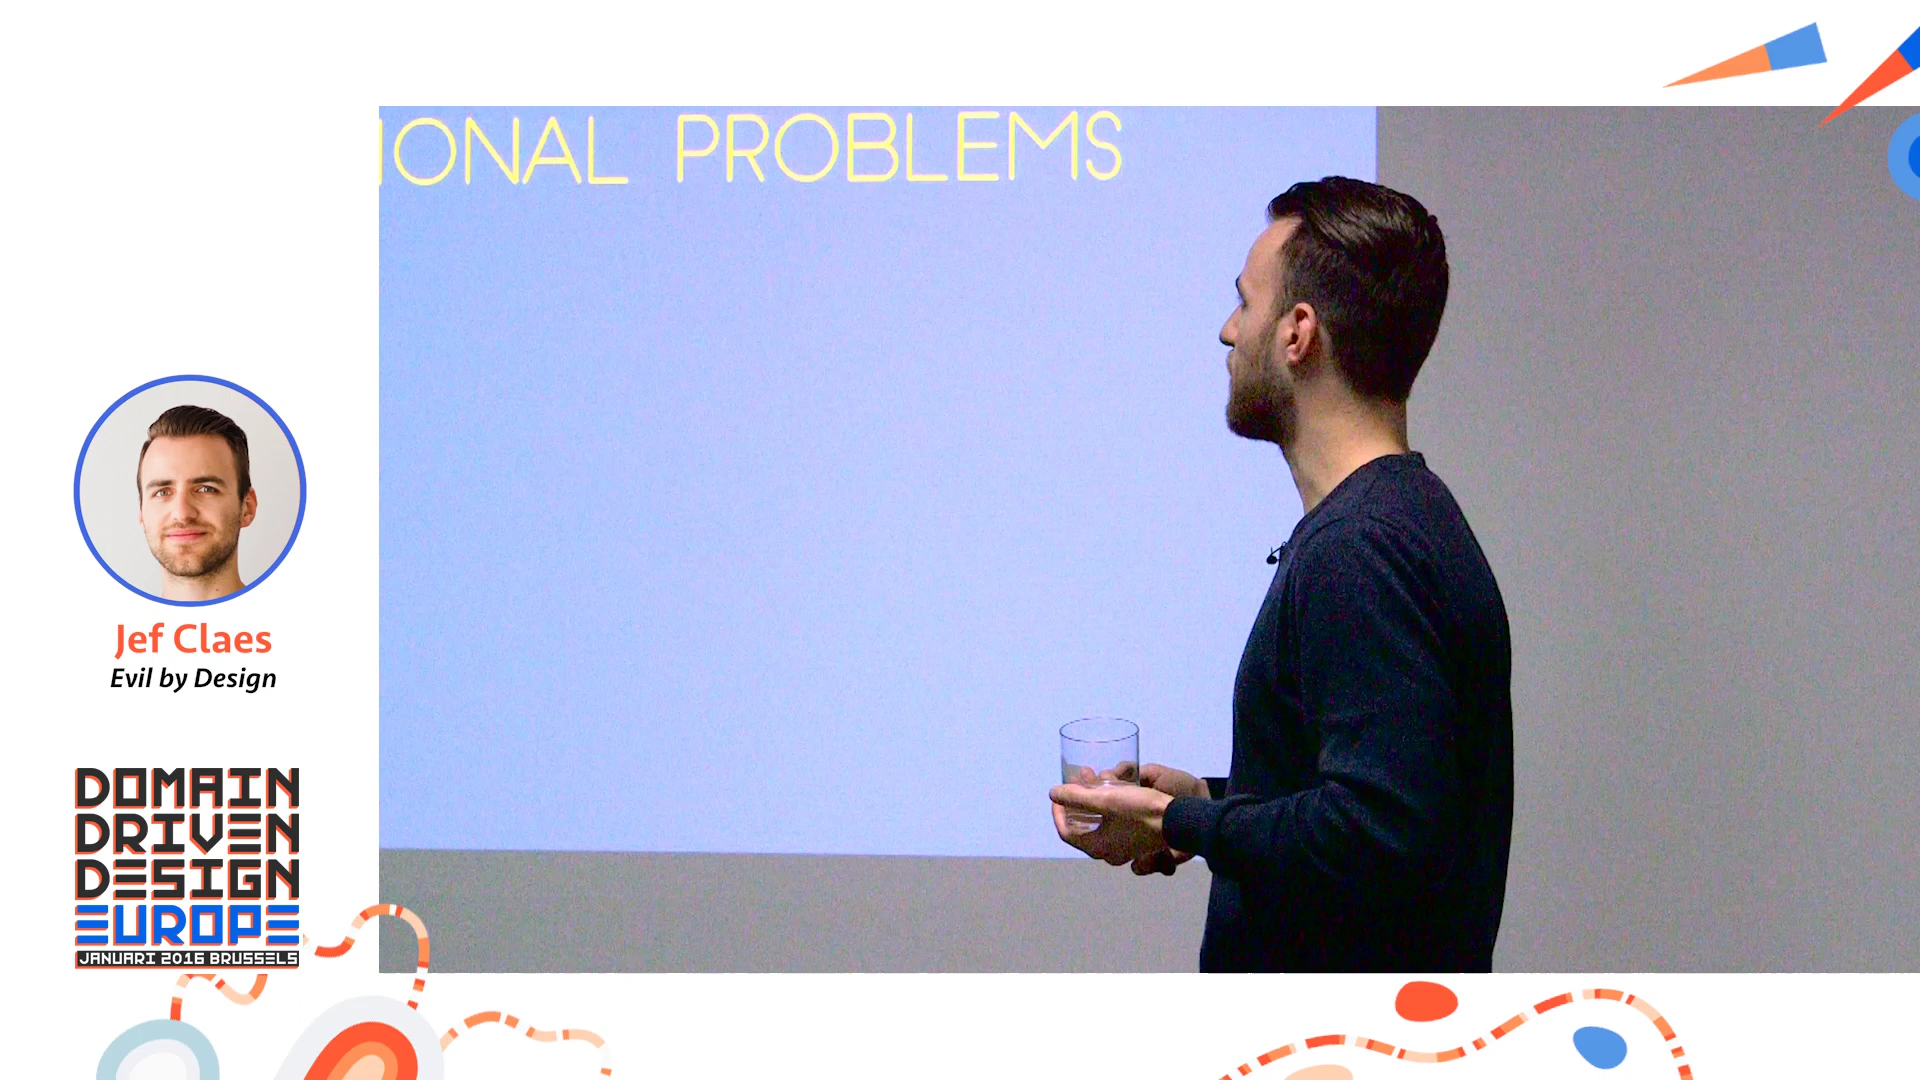 IONAL PROBLEMS
Jef Claes
Evil by Design
DOMAIN
DRIVEN
DESIGN
EUROPE
JANUARI 2016 BRUSSELS